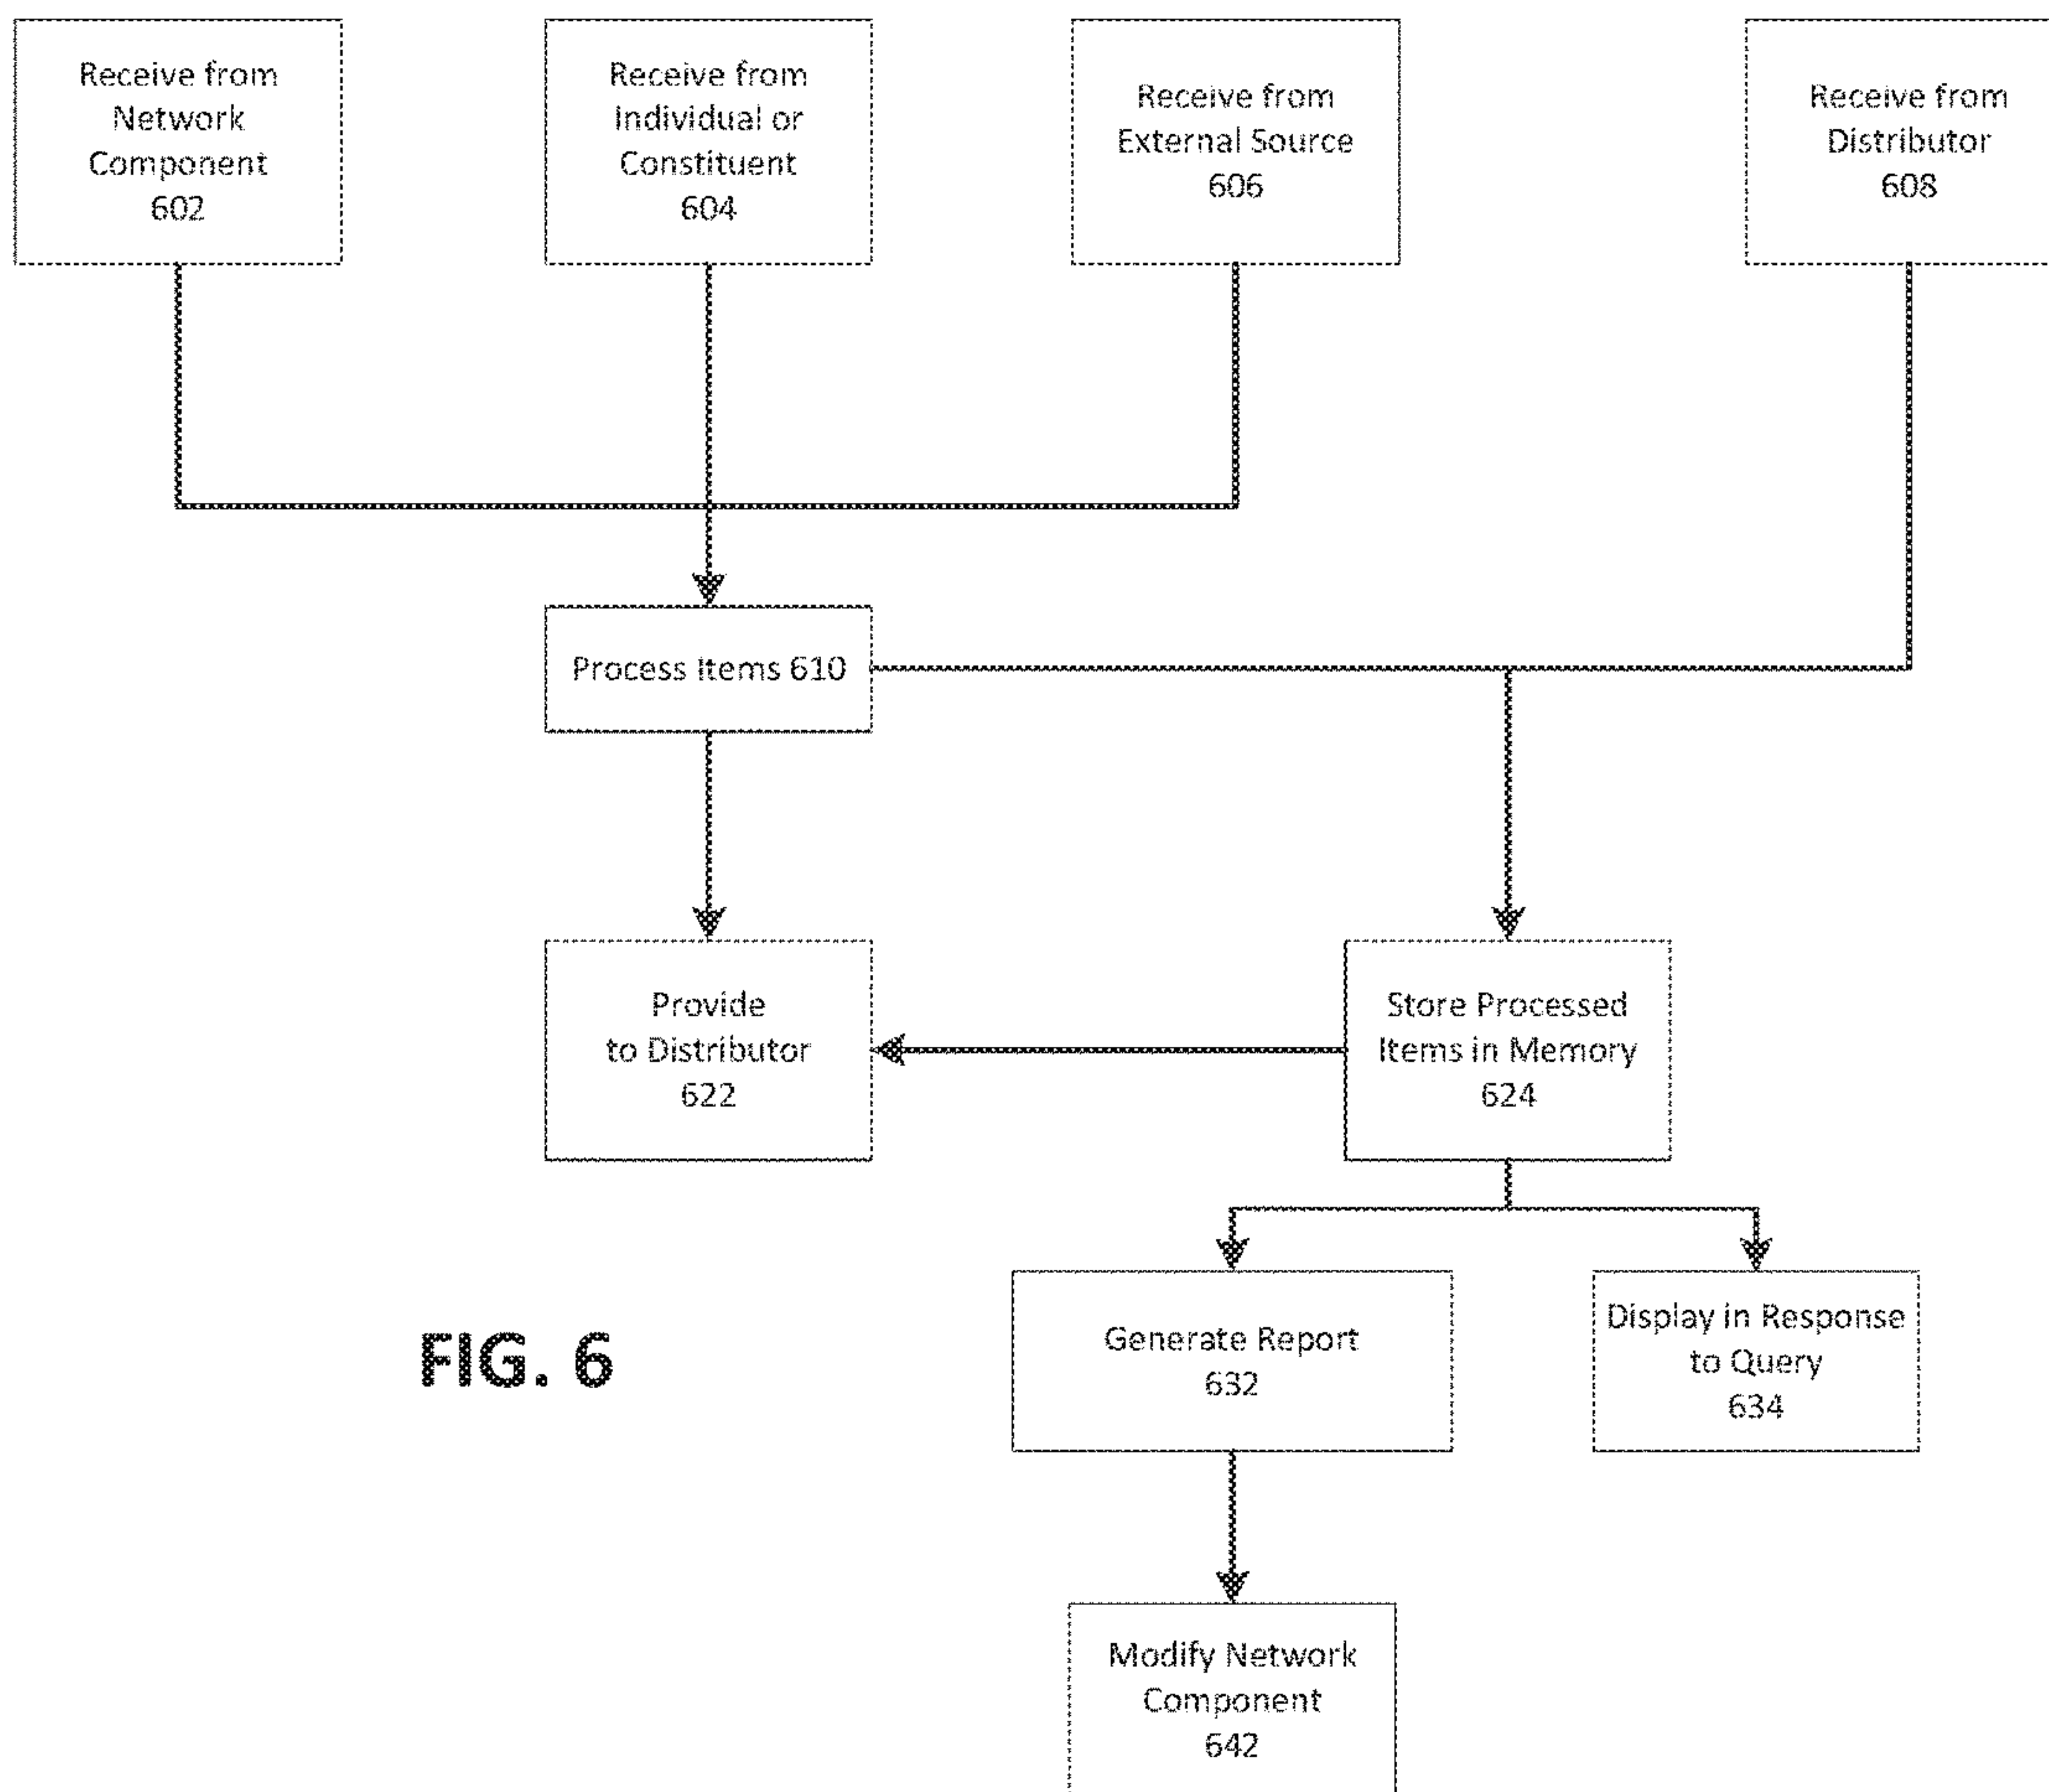 Receive from
Network
Component
602
Receive from
Individual or
Constituent
604
Receive from
External Source
606
Receive from
Distributor
608
Process Items 610
Provide
to Distributor
622
Store Processed
Items in Memory
624
Generate Report
632
Display in Response
to Query
634
FIG. 6
Modify Network
Component
642